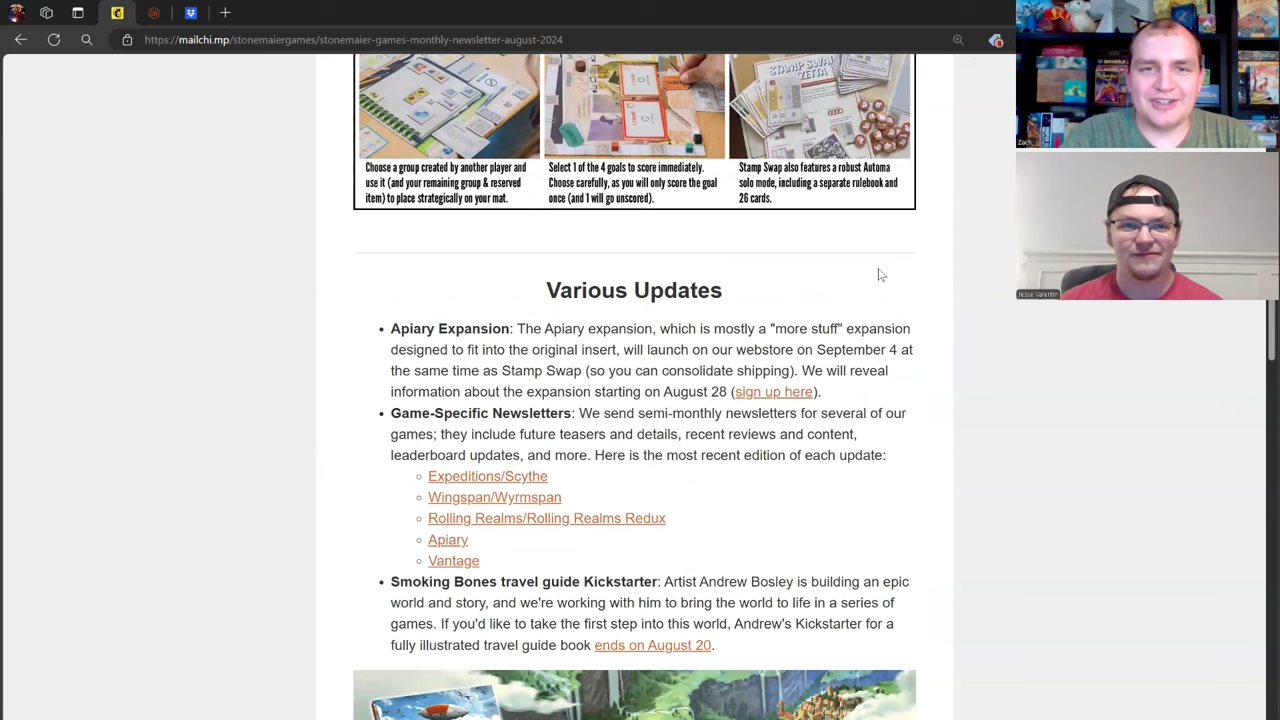 https://mailchi.mp/stonemaiergames/stonemaier-games-monthly-newsletter-august-2024
8
STAMP SWAP
ZETTA
Choose a group created by another player and
use it (and your remaining group & reserved
item) to place strategically on your mat.
Select 1 of the 4 goals to score immediately.
Choose carefully, as you will only score the goal
once (and 1 will go unscored).
Stamp Swap also features a robust Automa
solo mode, including a separate rulebook and
26 cards.
Zach
Jesse Valentin
Various Updates
• Apiary Expansion: The Apiary expansion, which is mostly a "more stuff" expansion
designed to fit into the original insert, will launch on our webstore on September 4 at
the same time as Stamp Swap (so you can consolidate shipping). We will reveal
information about the expansion starting on August 28 (sign up here).
• Game-Specific Newsletters: We send semi-monthly newsletters for several of our
games; they include future teasers and details, recent reviews and content,
leaderboard updates, and more. Here is the most recent edition of each update:
◦ Expeditions/Scythe
◦ Wingspan/Wyrmspan
◦ Rolling Realms/Rolling Realms Redux
◦ Apiary
◦ Vantage
• Smoking Bones travel guide Kickstarter: Artist Andrew Bosley is building an epic
world and story, and we're working with him to bring the world to life in a series of
games. If you'd like to take the first step into this world, Andrew's Kickstarter for a
fully illustrated travel guide book ends on August 20.